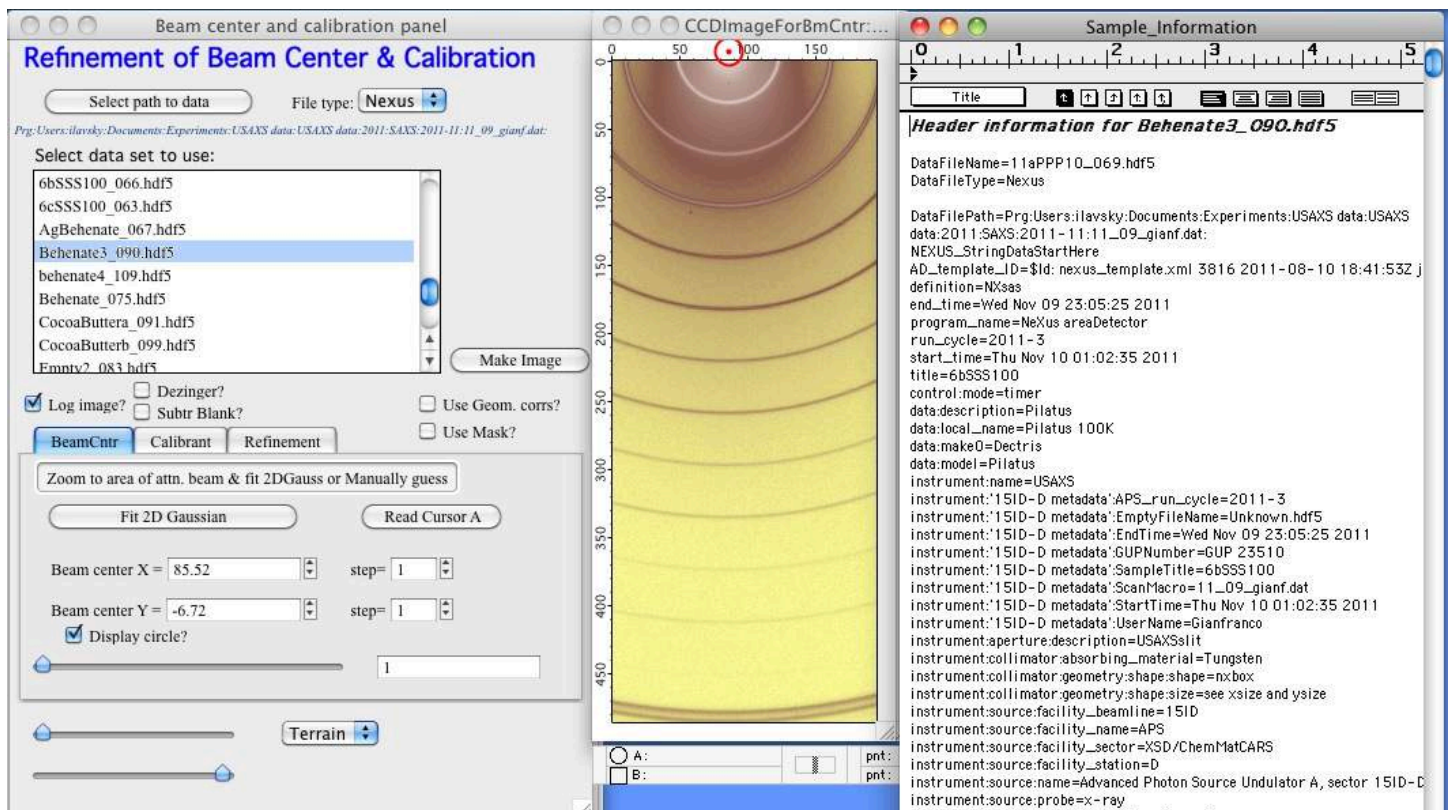 Beam center and calibration panel
Refinement of Beam Center & Calibration
Select path to data
File type: Nexus
Prg:Users:ilavsky:Documents:Experiments:USAXS data:USAXS data:2011:SAXS:2011-11:11_09_gianf.dat:
Select data set to use:
6bSSS100_066.hdf5
6cSSS100_063.hdf5
AgBehenate_067.hdf5
Behenate3_090.hdf5
behenate4_109.hdf5
Behenate_075.hdf5
CocoaButtera_091.hdf5
CocoaButterb_099.hdf5
Empty2_083.hdf5
Make Image
Log image?
Dezinger?
Subtr Blank?
Use Geom. corrs?
Use Mask?
BeamCntr
Calibrant
Refinement
Zoom to area of attn. beam & fit 2DGauss or Manually guess
Fit 2D Gaussian
Read Cursor A
Beam center X = 85.52
step= 1
Beam center Y = -6.72
step= 1
Display circle?
1
Terrain
CCDImageForBmCntr:...
0 50 100 150
0
50
100
150
200
250
300
350
400
450
A:
pnt:
B:
pnt:
Sample_Information
0 1 2 3 4 5
Title
Header information for Behenate3_090.hdf5
DataFileName=11aPPP10_069.hdf5
DataFileType=Nexus
DataFilePath=Prg:Users:ilavsky:Documents:Experiments:USAXS data:USAXS
data:2011:SAXS:2011-11:11_09_gianf.dat:
NEXUS_StringDataStartHere
AD_template_ID=$Id: nexus_template.xml 3816 2011-08-10 18:41:53Z j
definition=NXsas
end_time=Wed Nov 09 23:05:25 2011
program_name=NeXus areaDetector
run_cycle=2011-3
start_time=Thu Nov 10 01:02:35 2011
title=6bSSS100
control:mode=timer
data:description=Pilatus
data:local_name=Pilatus 100K
data:make0=Dectris
data:model=Pilatus
instrument:name=USAXS
instrument:'15ID-D metadata':APS_run_cycle=2011-3
instrument:'15ID-D metadata':EmptyFileName=Unknown.hdf5
instrument:'15ID-D metadata':EndTime=Wed Nov 09 23:05:25 2011
instrument:'15ID-D metadata':GUPNumber=GUP 23510
instrument:'15ID-D metadata':SampleTitle=6bSSS100
instrument:'15ID-D metadata':ScanMacro=11_09_gianf.dat
instrument:'15ID-D metadata':StartTime=Thu Nov 10 01:02:35 2011
instrument:'15ID-D metadata':UserName=Gianfranco
instrument:aperture:description=USAXSslit
instrument:collimator:absorbing_material=Tungsten
instrument:collimator:geometry:shape:shape=nxbox
instrument:collimator:geometry:shape:size=see xsize and ysize
instrument:source:facility_beamline=15ID
instrument:source:facility_name=APS
instrument:source:facility_sector=XSD/ChemMatCARS
instrument:source:facility_station=D
instrument:source:name=Advanced Photon Source Undulator A, sector 15ID-D
instrument:source:probe=x-ray